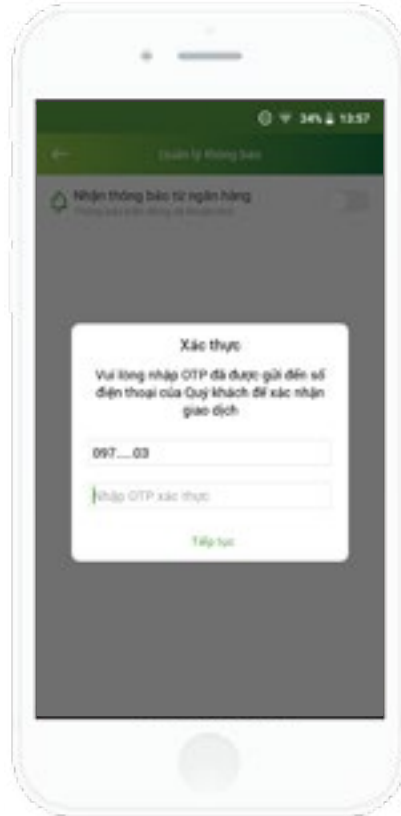 34% 13:57
Quản lý thông báo
Nhận thông báo từ ngân hàng
Xác thực
Vui lòng nhập OTP đã được gửi đến số
điện thoại của Quý khách để xác nhận
giao dịch
097....03
Nhập OTP xác thực
Tiếp tục